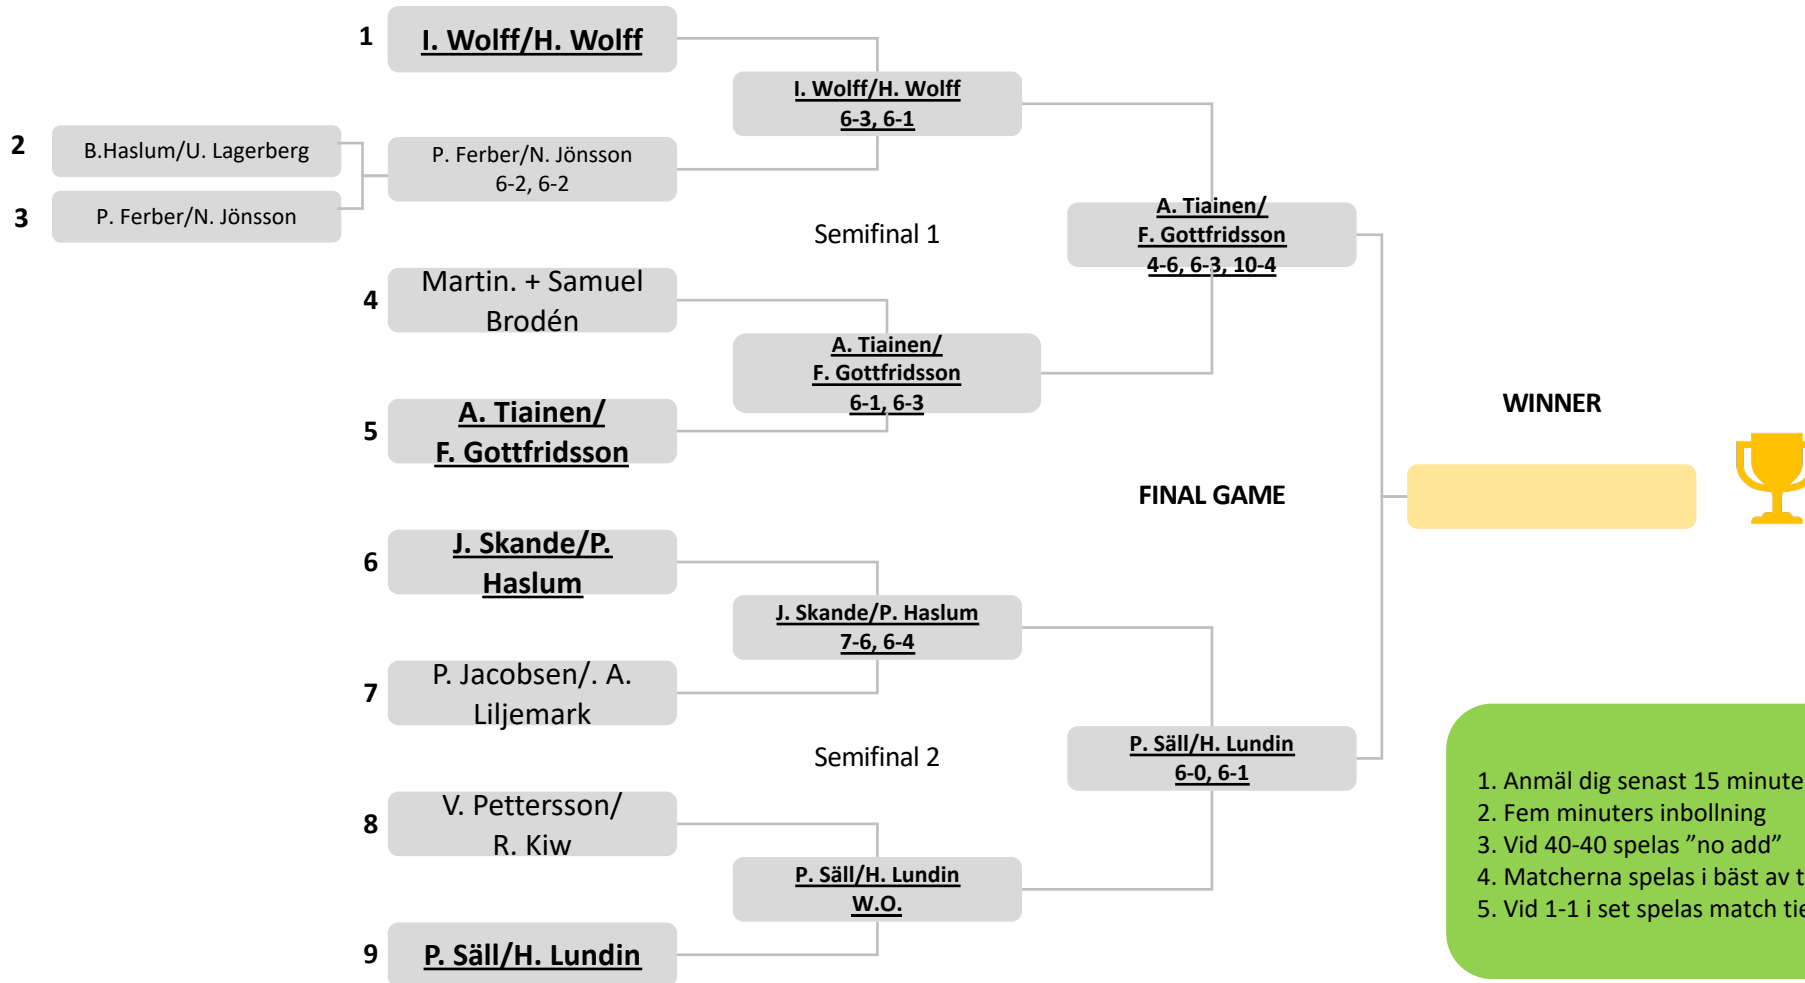 1
I. Wolff/H. Wolff
I. Wolff/H. Wolff
6-3, 6-1
2
B.Haslum/U. Lagerberg
P. Ferber/N. Jönsson
6-2, 6-2
3
P. Ferber/N. Jönsson
Semifinal 1
A. Tiainen/
F. Gottfridsson
4-6, 6-3, 10-4
4
Martin. + Samuel
Brodén
A. Tiainen/
F. Gottfridsson
6-1, 6-3
5
A. Tiainen/
F. Gottfridsson
WINNER
FINAL GAME
6
J. Skande/P.
Haslum
J. Skande/P. Haslum
7-6, 6-4
7
P. Jacobsen/. A.
Liljemark
Semifinal 2
P. Säll/H. Lundin
6-0, 6-1
8
V. Pettersson/
R. Kiw
P. Säll/H. Lundin
W.O.
9
P. Säll/H. Lundin
1. Anmäl dig senast 15 minute
2. Fem minuters inbollning
3. Vid 40-40 spelas ”no add”
4. Matcherna spelas i bäst av t
5. Vid 1-1 i set spelas match tie